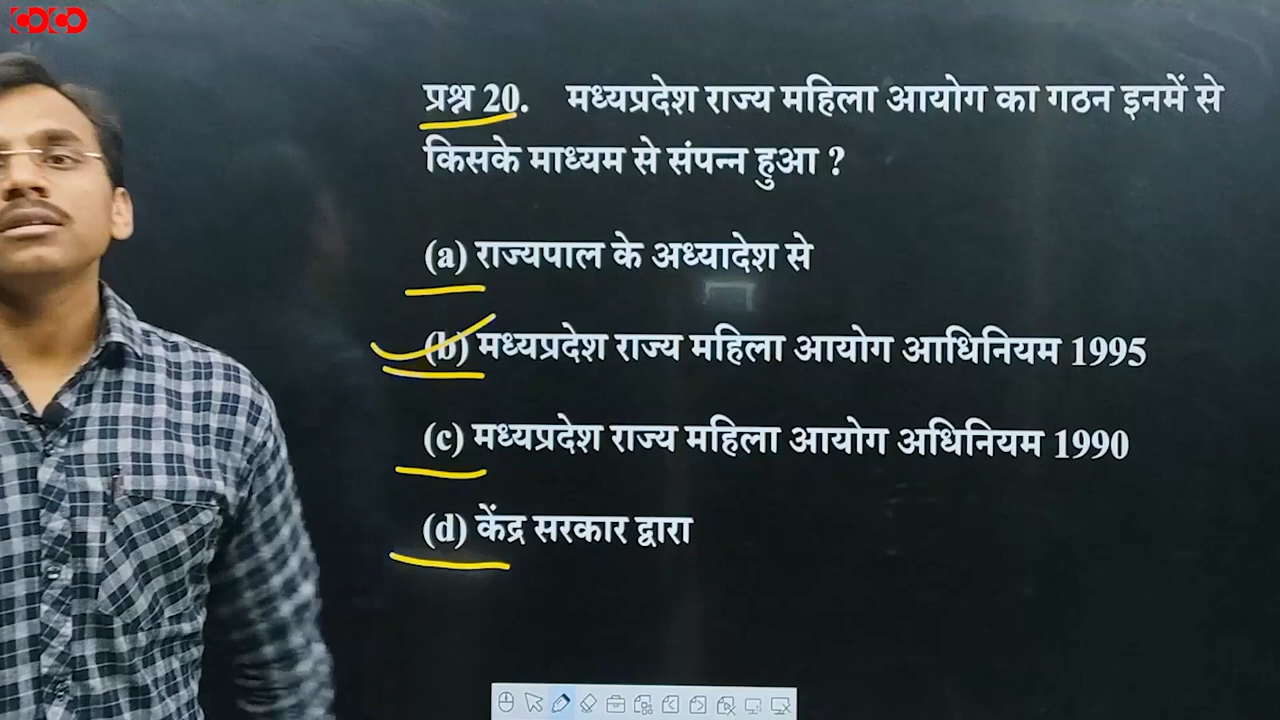 प्रश्न 20. मध्यप्रदेश राज्य महिला आयोग का गठन इनमें से
किसके माध्यम से संपन्न हुआ ?
(a) राज्यपाल के अध्यादेश से
(b) मध्यप्रदेश राज्य महिला आयोग आधिनियम 1995
(c) मध्यप्रदेश राज्य महिला आयोग अधिनियम 1990
(d) केंद्र सरकार द्वारा